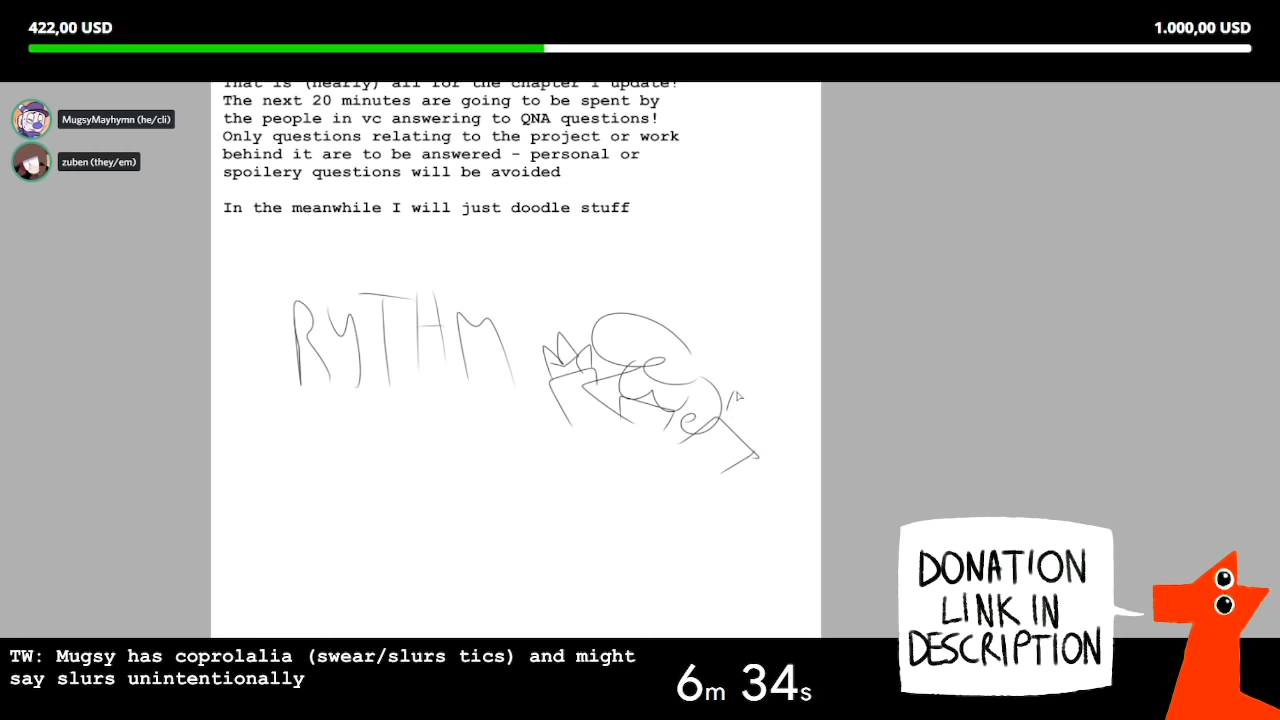 422,00 USD
1.000,00 USD
That is (nearly) all for the chapter 1 update!
The next 20 minutes are going to be spent by
the people in vc answering to QNA questions!
Only questions relating to the project or work
behind it are to be answered - personal or
spoilery questions will be avoided
In the meanwhile I will just doodle stuff
MugsyMayhymn (he/cli)
zuben (they/em)
RYTHM
DONATION
LINK IN
DESCRIPTION
TW: Mugsy has coprolalia (swear/slurs tics) and might
say slurs unintentionally
6m 34s